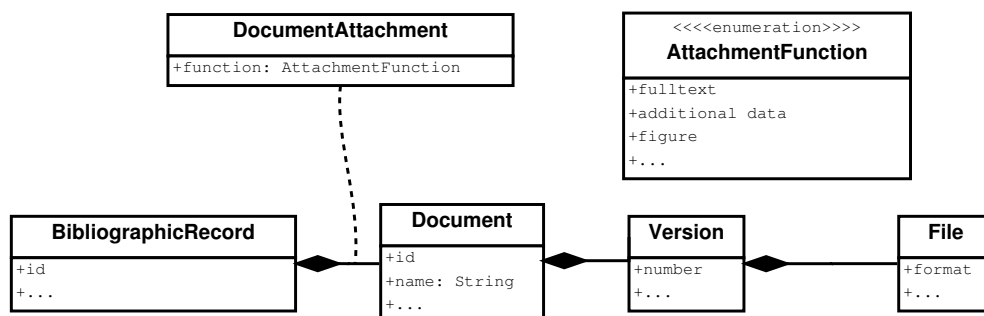 DocumentAttachment
+function: AttachmentFunction
<<<<enumeration>>>>
AttachmentFunction
+fulltext
+additional data
+figure
+...
BibliographicRecord
+id
+...
Document
+id
+name: String
+...
Version
+number
+...
File
+format
+...